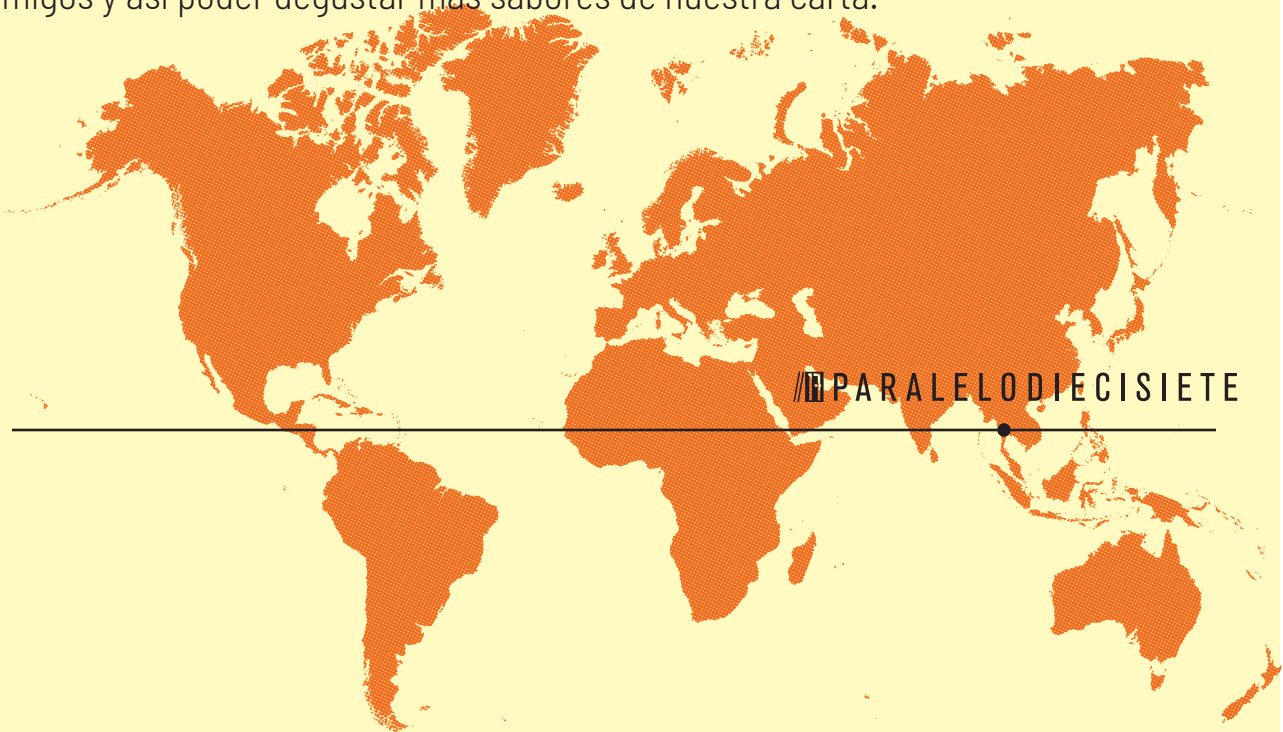 migos y así poder degustar más sabores de nuestra carta.
PARALELODIECISIETE